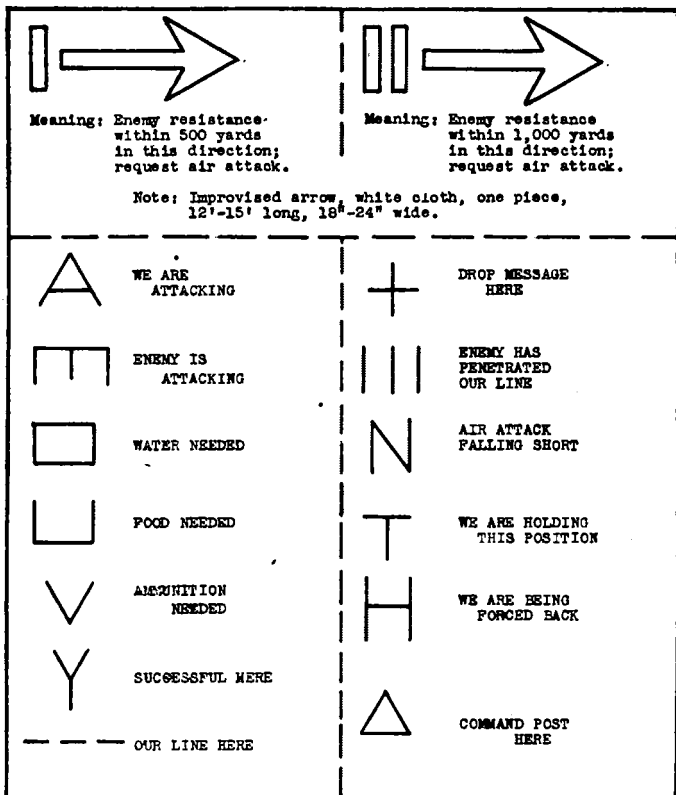 Meaning: Enemy resistance
within 500 yards
in this direction;
request air attack.
Meaning: Enemy resistance
within 1,000 yards
in this direction;
request air attack.
Note: Improvised arrow, white cloth, one piece,
12'-15' long, 18"-24" wide.
WE ARE
ATTACKING
ENEMY IS
ATTACKING
WATER NEEDED
FOOD NEEDED
AMMUNITION
NEEDED
SUCCESSFUL HERE
OUR LINE HERE
DROP MESSAGE
HERE
ENEMY HAS
PENETRATED
OUR LINE
AIR ATTACK
FALLING SHORT
WE ARE HOLDING
THIS POSITION
WE ARE BEING
FORCED BACK
COMMAND POST
HERE